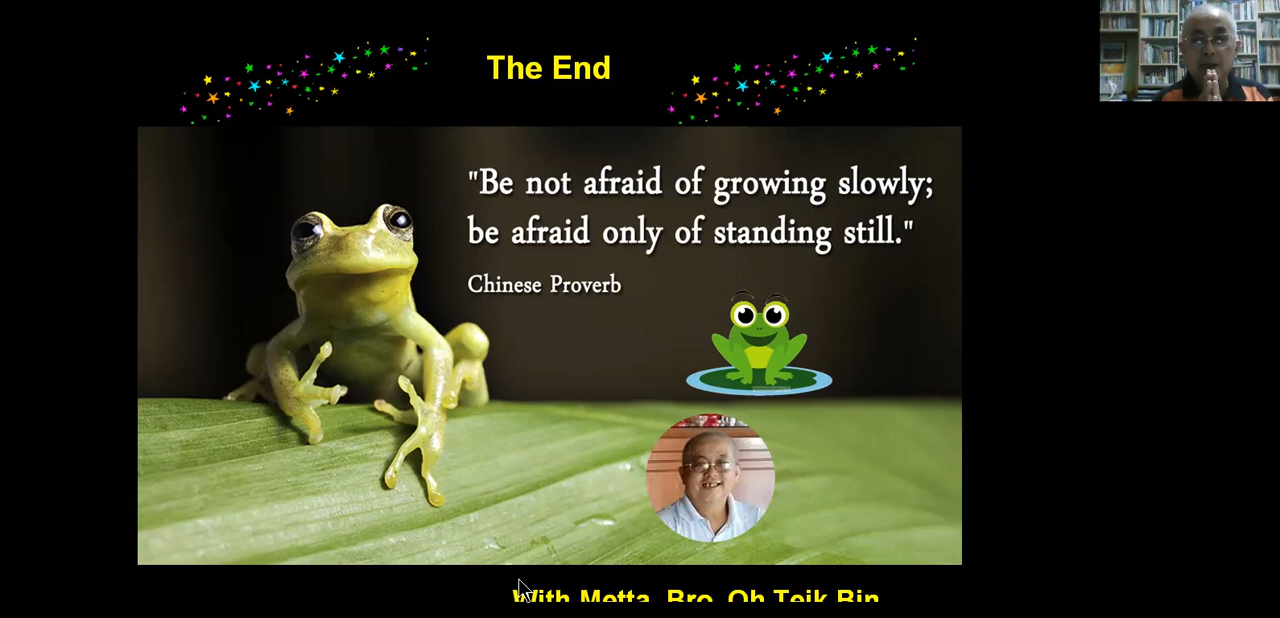 The End
"Be not afraid of growing slowly;
be afraid only of standing still."
Chinese Proverb
With Metta, Bro. Oh Teik Bin